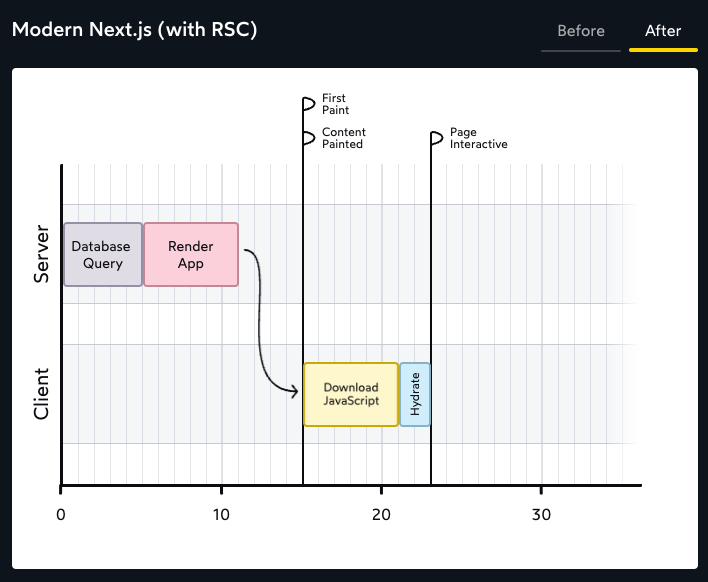 Modern Next.js (with RSC)
Before
After
First
Paint
Content
Painted
Page
Interactive
Server
Database
Query
Render
App
Client
Download
JavaScript
Hydrate
0
10
20
30